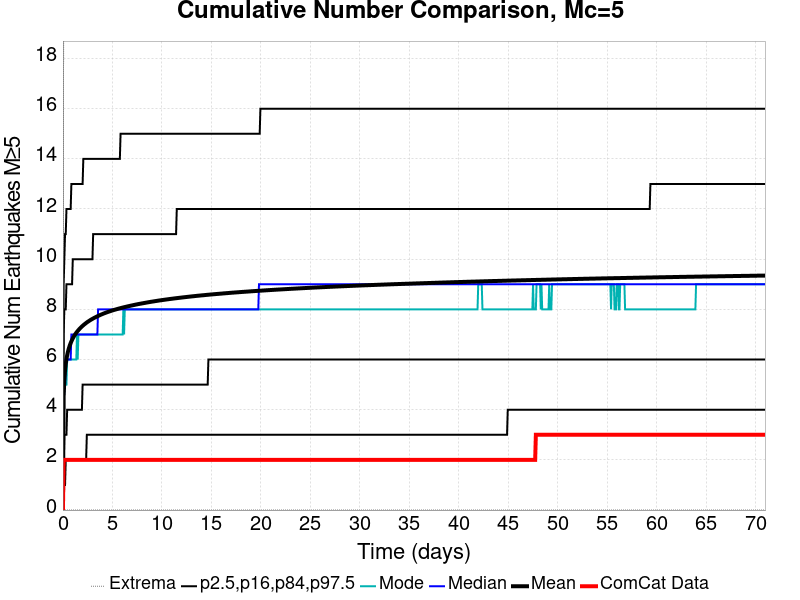 Cumulative Number Comparison, Mc=5
Cumulative Num Earthquakes M≥5
18
16
14
12
10
8
6
4
2
0
0 5 10 15 20 25 30 35 40 45 50 55 60 65 70
Time (days)
Extrema p2.5,p16,p84,p97.5 Mode Median Mean ComCat Data